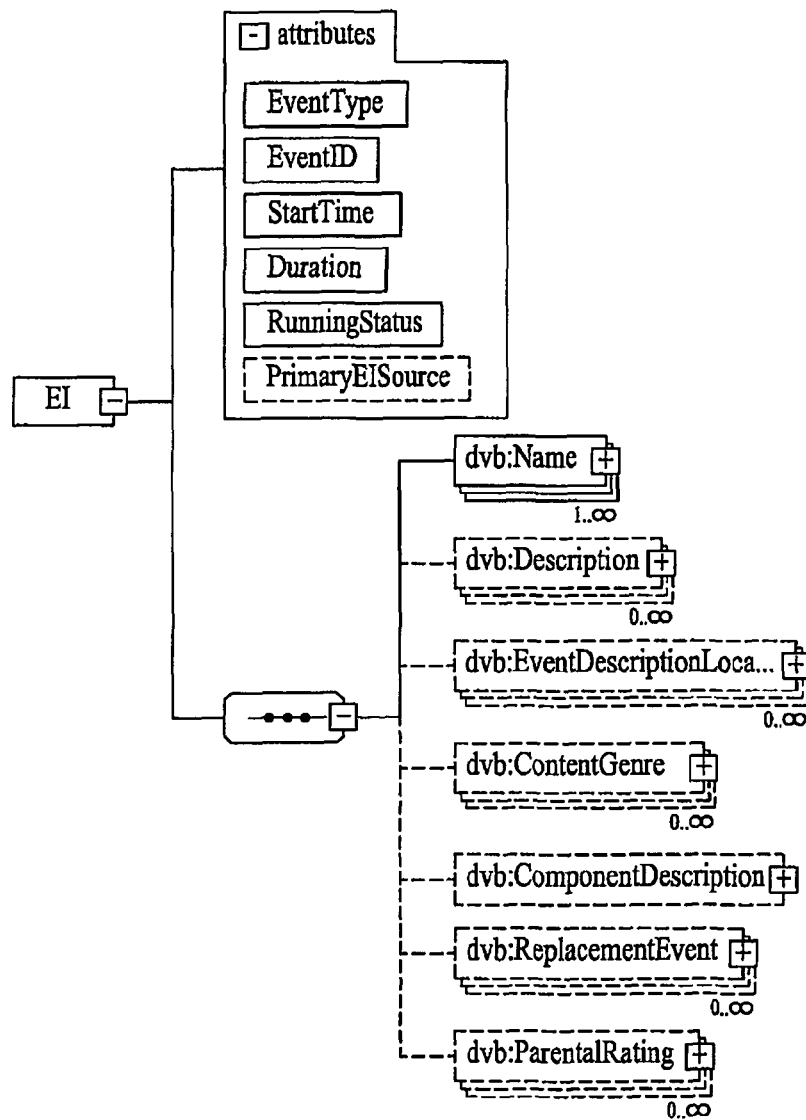 attributes
EventType
EventID
StartTime
Duration
RunningStatus
PrimaryEISource
EI
dvb:Name
1..∞
dvb:Description
0..∞
dvb:EventDescriptionLoca...
0..∞
dvb:ContentGenre
0..∞
dvb:ComponentDescription
dvb:ReplacementEvent
0..∞
dvb:ParentalRating
0..∞